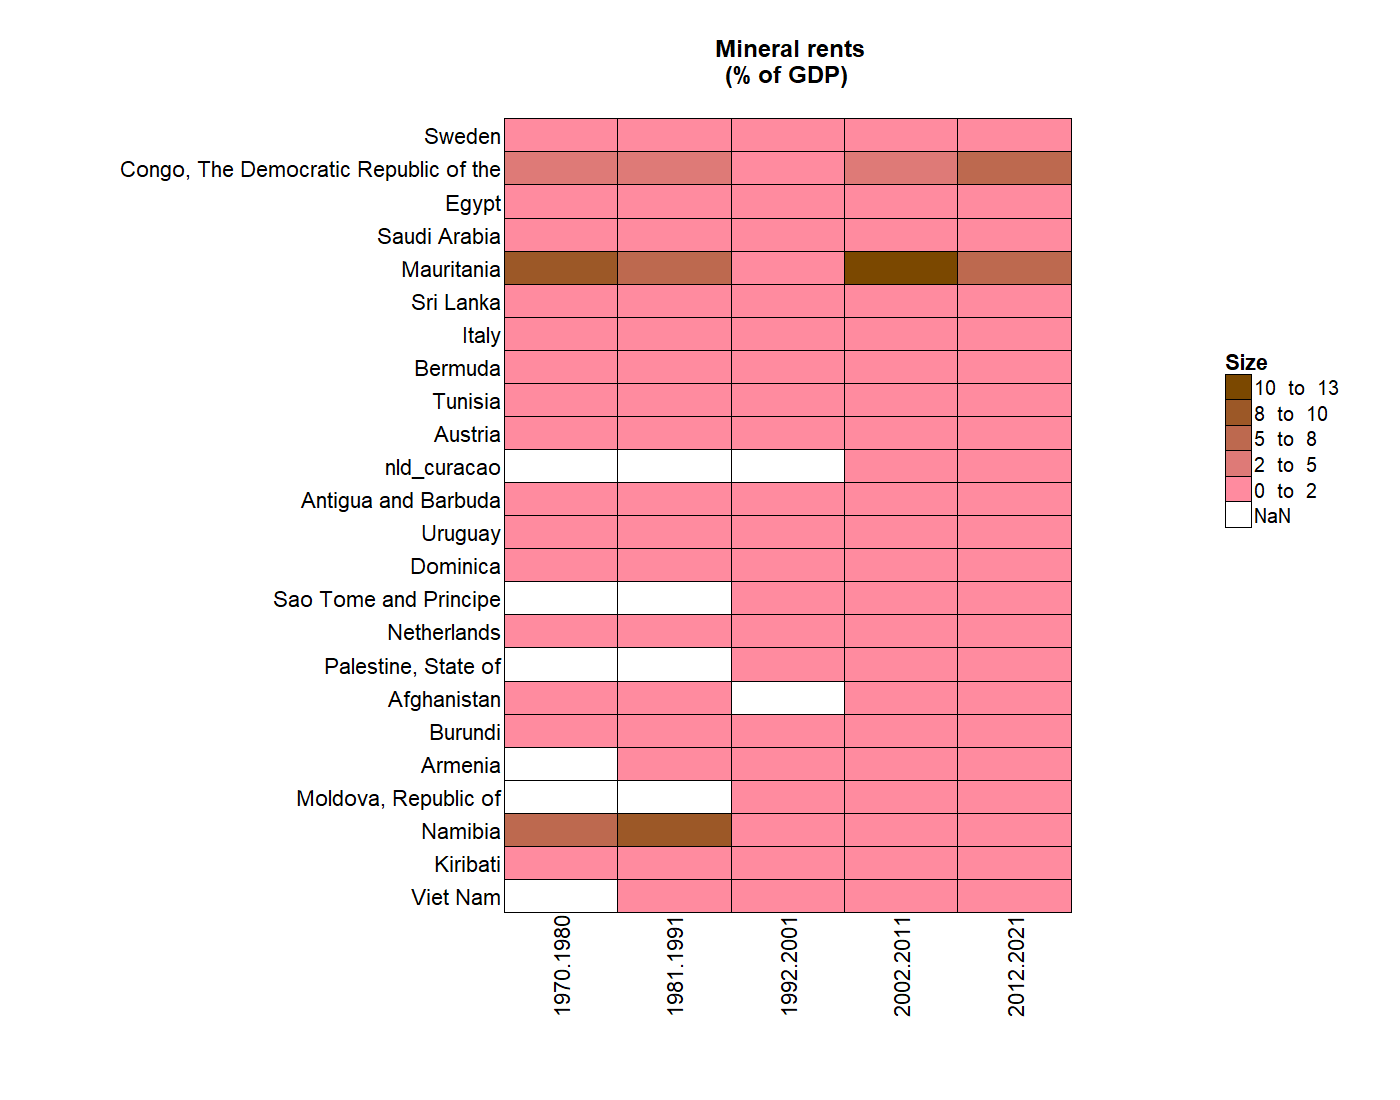 Mineral rents
(% of GDP)
Sweden
Congo, The Democratic Republic of the
Egypt
Saudi Arabia
Mauritania
Sri Lanka
Italy
Bermuda
Tunisia
Austria
nld_curacao
Antigua and Barbuda
Uruguay
Dominica
Sao Tome and Principe
Netherlands
Palestine, State of
Afghanistan
Burundi
Armenia
Moldova, Republic of
Namibia
Kiribati
Viet Nam
1970.1980
1981.1991
1992.2001
2002.2011
2012.2021
Size
10 to 13
8 to 10
5 to 8
2 to 5
0 to 2
NaN